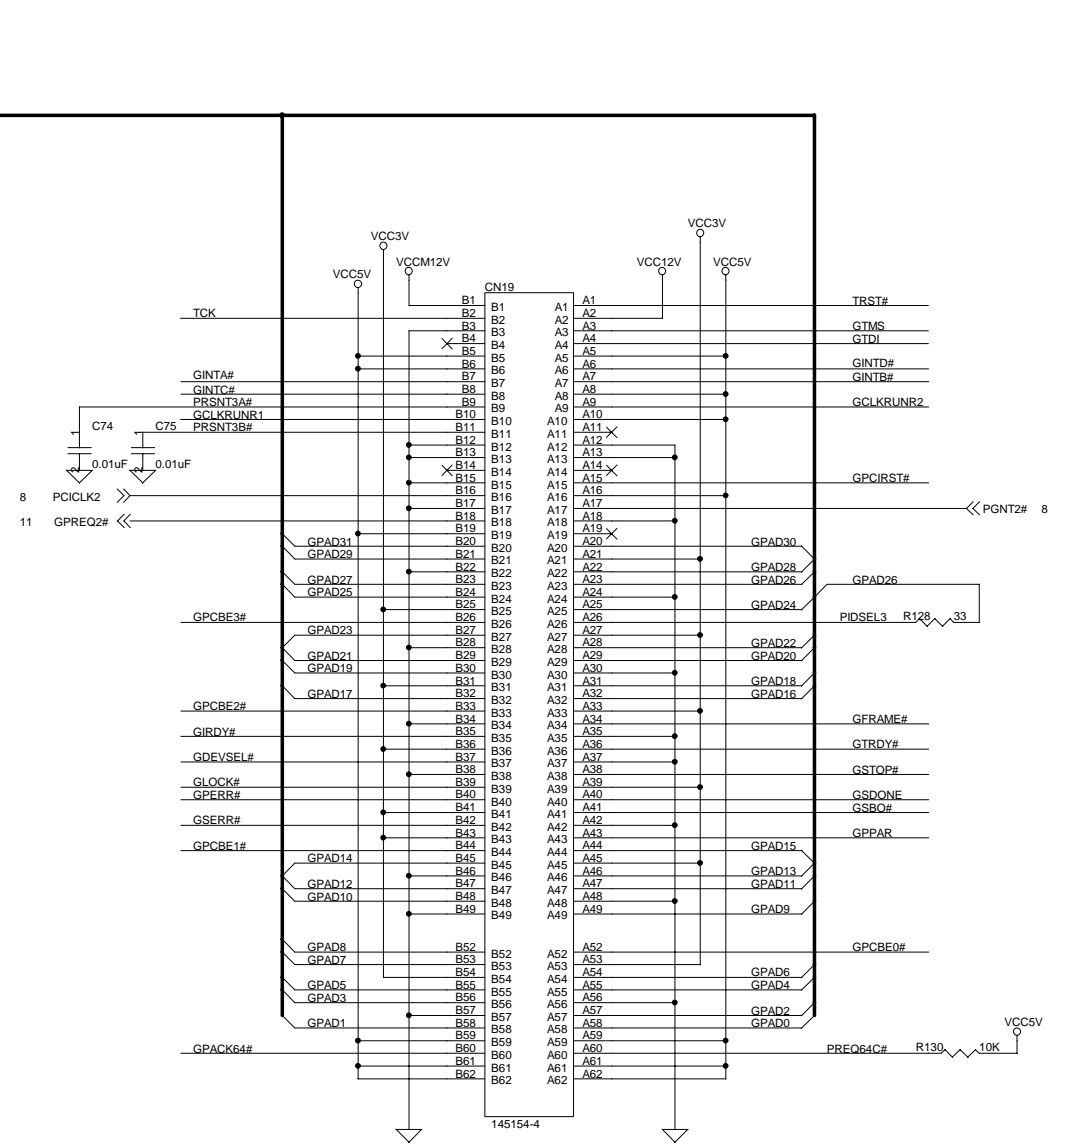 VCC3V
VCC3V
VCCM12V
VCC12V
VCC5V
VCC5V
CN19
B1 B1 A1 A1 TRST#
TCK B2 B2 A2 A2
B3 B3 A3 A3 GTMS
B4 B4 A4 A4 GTDI
B5 B5 A5 A5
B6 B6 A6 A6 GINTD#
GINTA# B7 B7 A7 A7 GINTB#
GINTC# B8 B8 A8 A8
PRSNT3A# B9 B9 A9 A9 GCLKRUNR2
GCLKRUNR1 B10 B10 A10 A10
C74 C75 PRSNT3B# B11 B11 A11 A11
B12 B12 A12 A12
B13 B13 A13 A13
1 1 2 2
0.01uF 0.01uF B14 B14 A14 A14
B15 B15 A15 A15 GPCIRST#
8 PCICLK2 B16 B16 A16 A16
B17 B17 A17 A17 PGNT2# 8
11 GPREQ2# B18 B18 A18 A18
B19 B19 A19 A19
GPAD31 B20 B20 A20 A20 GPAD30
GPAD29 B21 B21 A21 A21
B22 B22 A22 A22 GPAD28
GPAD27 B23 B23 A23 A23 GPAD26 GPAD26
GPAD25 B24 B24 A24 A24
B25 B25 A25 A25 GPAD24
GPCBE3# B26 B26 A26 A26 PIDSEL3 R128 33
GPAD23 B27 B27 A27 A27
B28 B28 A28 A28 GPAD22
GPAD21 B29 B29 A29 A29 GPAD20
GPAD19 B30 B30 A30 A30
B31 B31 A31 A31 GPAD18
GPAD17 B32 B32 A32 A32 GPAD16
GPCBE2# B33 B33 A33 A33
B34 B34 A34 A34 GFRAME#
GIRDY# B35 B35 A35 A35
B36 B36 A36 A36 GTRDY#
GDEVSEL# B37 B37 A37 A37
B38 B38 A38 A38 GSTOP#
GLOCK# B39 B39 A39 A39
GPERR# B40 B40 A40 A40 GSDONE
B41 B41 A41 A41 GSBO#
GSERR# B42 B42 A42 A42
B43 B43 A43 A43 GPPAR
GPCBE1# B44 B44 A44 A44 GPAD15
GPAD14 B45 B45 A45 A45
B46 B46 A46 A46 GPAD13
GPAD12 B47 B47 A47 A47 GPAD11
GPAD10 B48 B48 A48 A48
B49 B49 A49 A49 GPAD9
GPAD8 B52 B52 A52 A52 GPCBE0#
GPAD7 B53 B53 A53 A53
B54 B54 A54 A54 GPAD6
GPAD5 B55 B55 A55 A55 GPAD4
GPAD3 B56 B56 A56 A56
B57 B57 A57 A57 GPAD2
GPAD1 B58 B58 A58 A58 GPAD0
VCC5V
B59 B59 A59 A59
GPACK64# B60 B60 A60 A60 PREQ64C# R130 10K
B61 B61 A61 A61
B62 B62 A62 A62
145154-4